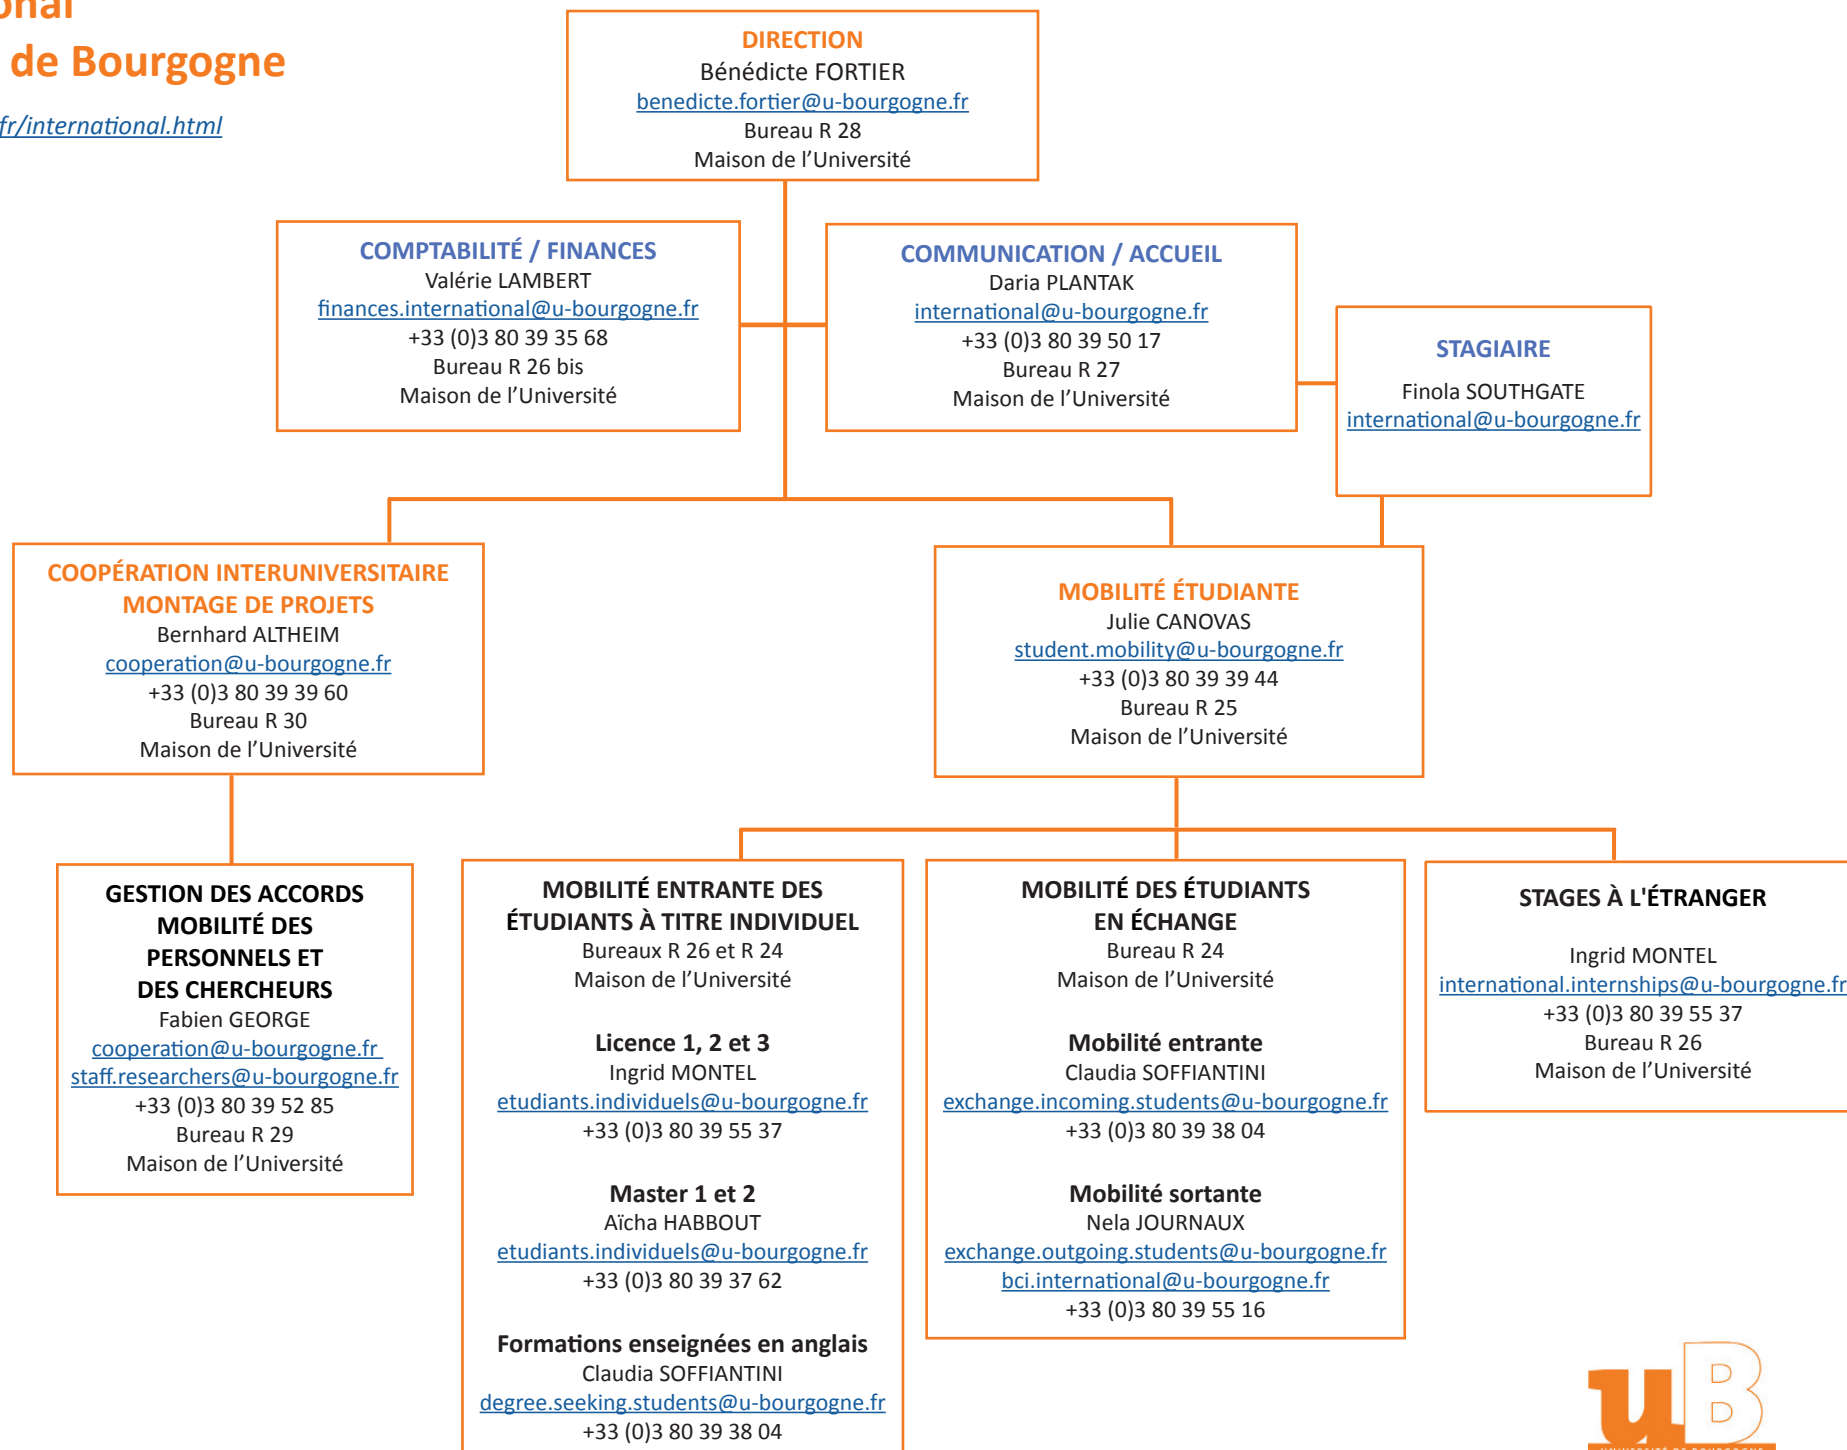 onal
de Bourgogne
fr/international.html
DIRECTION
Bénédicte FORTIER
benedicte.fortier@u-bourgogne.fr
Bureau R 28
Maison de l’Université
COMPTABILITÉ / FINANCES
Valérie LAMBERT
finances.international@u-bourgogne.fr
+33 (0)3 80 39 35 68
Bureau R 26 bis
Maison de l’Université
COMMUNICATION / ACCUEIL
Daria PLANTAK
international@u-bourgogne.fr
+33 (0)3 80 39 50 17
Bureau R 27
Maison de l’Université
STAGIAIRE
Finola SOUTHGATE
international@u-bourgogne.fr
COOPÉRATION INTERUNIVERSITAIRE
MONTAGE DE PROJETS
Bernhard ALTHEIM
cooperation@u-bourgogne.fr
+33 (0)3 80 39 39 60
Bureau R 30
Maison de l’Université
MOBILITÉ ÉTUDIANTE
Julie CANOVAS
student.mobility@u-bourgogne.fr
+33 (0)3 80 39 39 44
Bureau R 25
Maison de l’Université
GESTION DES ACCORDS
MOBILITÉ DES
PERSONNELS ET
DES CHERCHEURS
Fabien GEORGE
cooperation@u-bourgogne.fr
staff.researchers@u-bourgogne.fr
+33 (0)3 80 39 52 85
Bureau R 29
Maison de l’Université
MOBILITÉ ENTRANTE DES
ÉTUDIANTS À TITRE INDIVIDUEL
Bureaux R 26 et R 24
Maison de l’Université
Licence 1, 2 et 3
Ingrid MONTEL
etudiants.individuels@u-bourgogne.fr
+33 (0)3 80 39 55 37
Master 1 et 2
Aïcha HABBOUT
etudiants.individuels@u-bourgogne.fr
+33 (0)3 80 39 37 62
Formations enseignées en anglais
Claudia SOFFIANTINI
degree.seeking.students@u-bourgogne.fr
+33 (0)3 80 39 38 04
MOBILITÉ DES ÉTUDIANTS
EN ÉCHANGE
Bureau R 24
Maison de l’Université
Mobilité entrante
Claudia SOFFIANTINI
exchange.incoming.students@u-bourgogne.fr
+33 (0)3 80 39 38 04
Mobilité sortante
Nela JOURNAUX
exchange.outgoing.students@u-bourgogne.fr
bci.international@u-bourgogne.fr
+33 (0)3 80 39 55 16
STAGES À L'ÉTRANGER
Ingrid MONTEL
international.internships@u-bourgogne.fr
+33 (0)3 80 39 55 37
Bureau R 26
Maison de l’Université
uB
UNIVERSITÉ DE BOURGOGNE